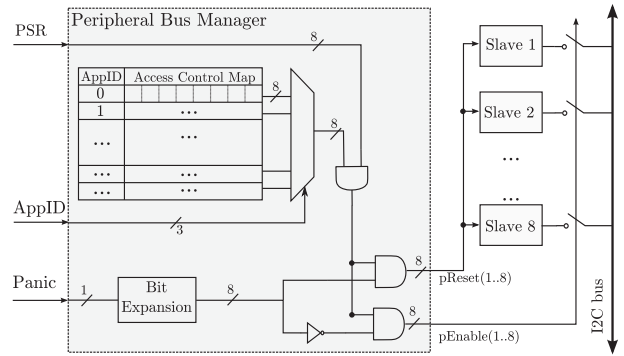 Peripheral Bus Manager
PSR
8
AppID Access Control Map
0
8
1 ...
... ...
8
... ...
... ...
AppID
3
Panic
1
Bit
Expansion
8
8
pReset(1..8)
8
pEnable(1..8)
Slave 1
Slave 2
...
...
Slave 8
I2C bus